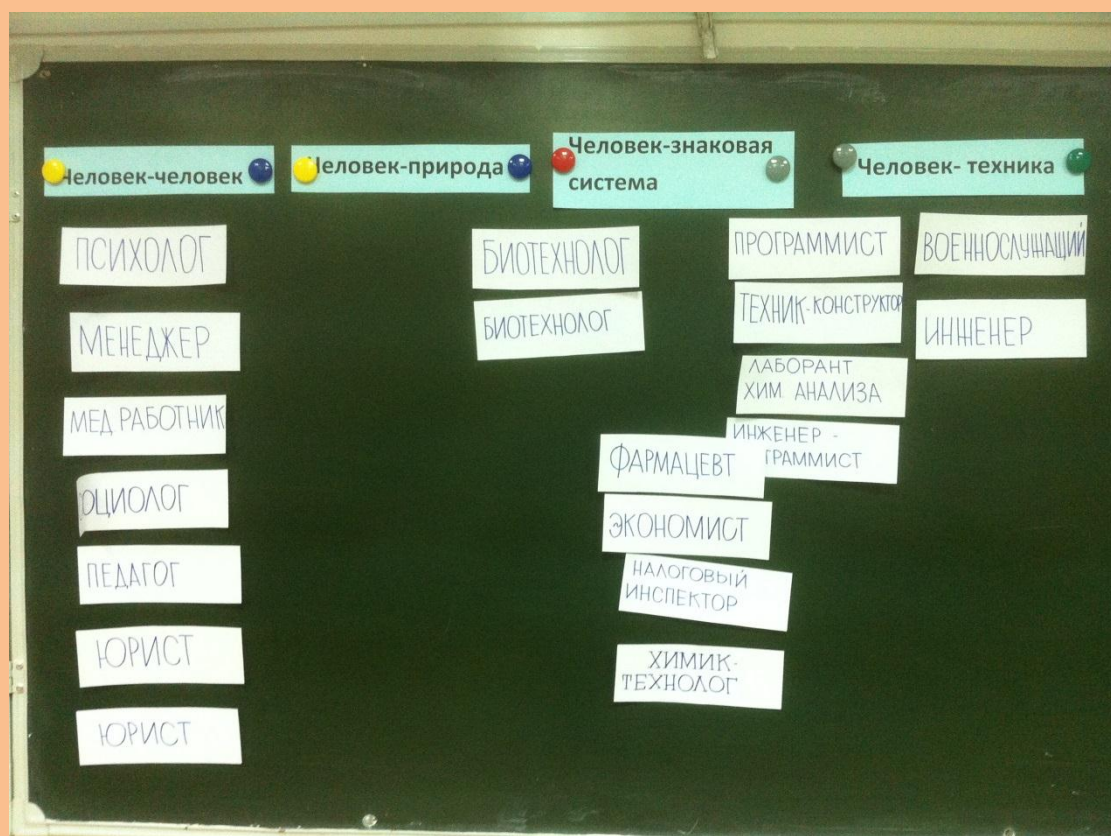 Человек-человек
Человек-природа
Человек-знаковая
система
Человек- техника
ПСИХОЛОГ
МЕНЕДЖЕР
МЕД РАБОТНИК
СОЦИОЛОГ
ПЕДАГОГ
ЮРИСТ
ЮРИСТ
БИОТЕХНОЛОГ
БИОТЕХНОЛОГ
ФАРМАЦЕВТ
ЭКОНОМИСТ
НАЛОГОВЫЙ
ИНСПЕКТОР
ХИМИК-
ТЕХНОЛОГ
ПРОГРАММИСТ
ТЕХНИК-КОНСТРУКТОР
ЛАБОРАНТ
ХИМ. АНАЛИЗА
ИНЖЕНЕР -
ГРАММИСТ
ВОЕННОСЛУЖАЩИЙ
ИНЖЕНЕР